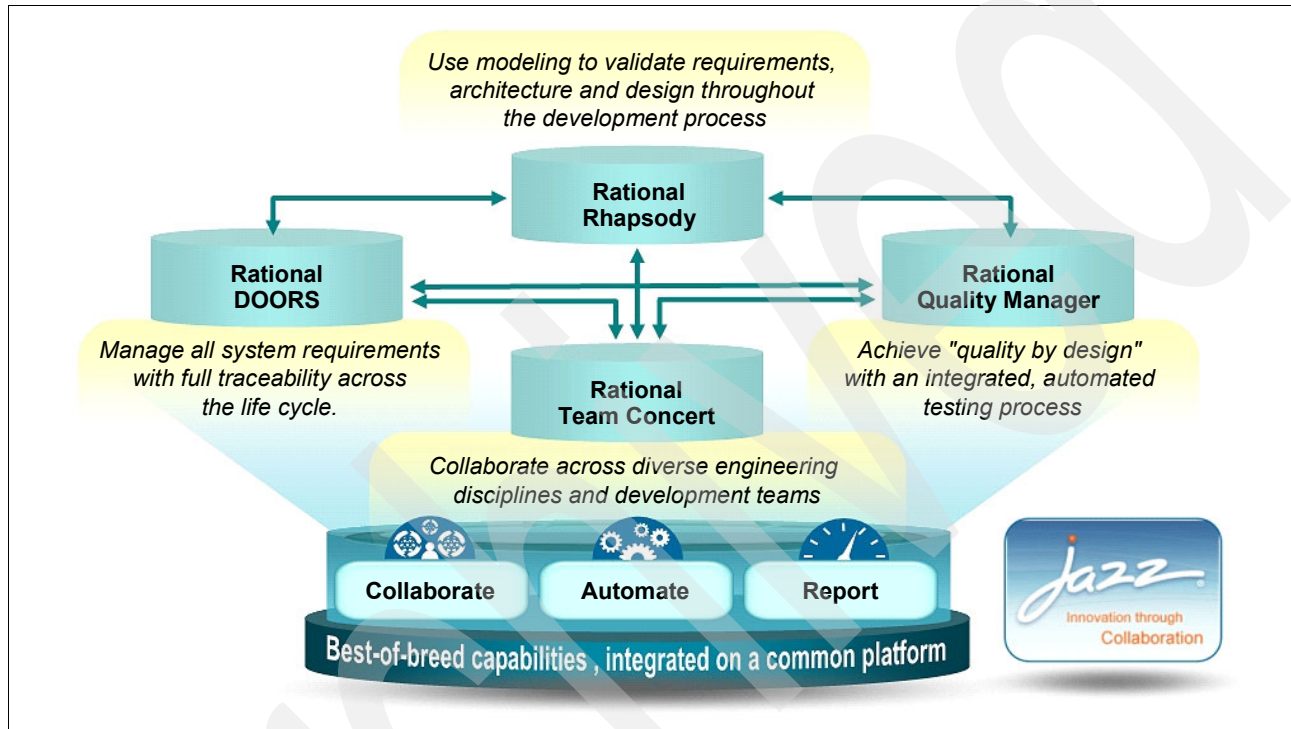 Use modeling to validate requirements,
architecture and design throughout
the development process
Rational
Rhapsody
Rational
DOORS
Rational
Quality Manager
Manage all system requirements
with full traceability across
the life cycle.
Rational
Team Concert
Achieve "quality by design"
with an integrated, automated
testing process
Collaborate across diverse engineering
disciplines and development teams
Collaborate
Automate
Report
Best-of-breed capabilities , integrated on a common platform
jazz
Innovation through
Collaboration